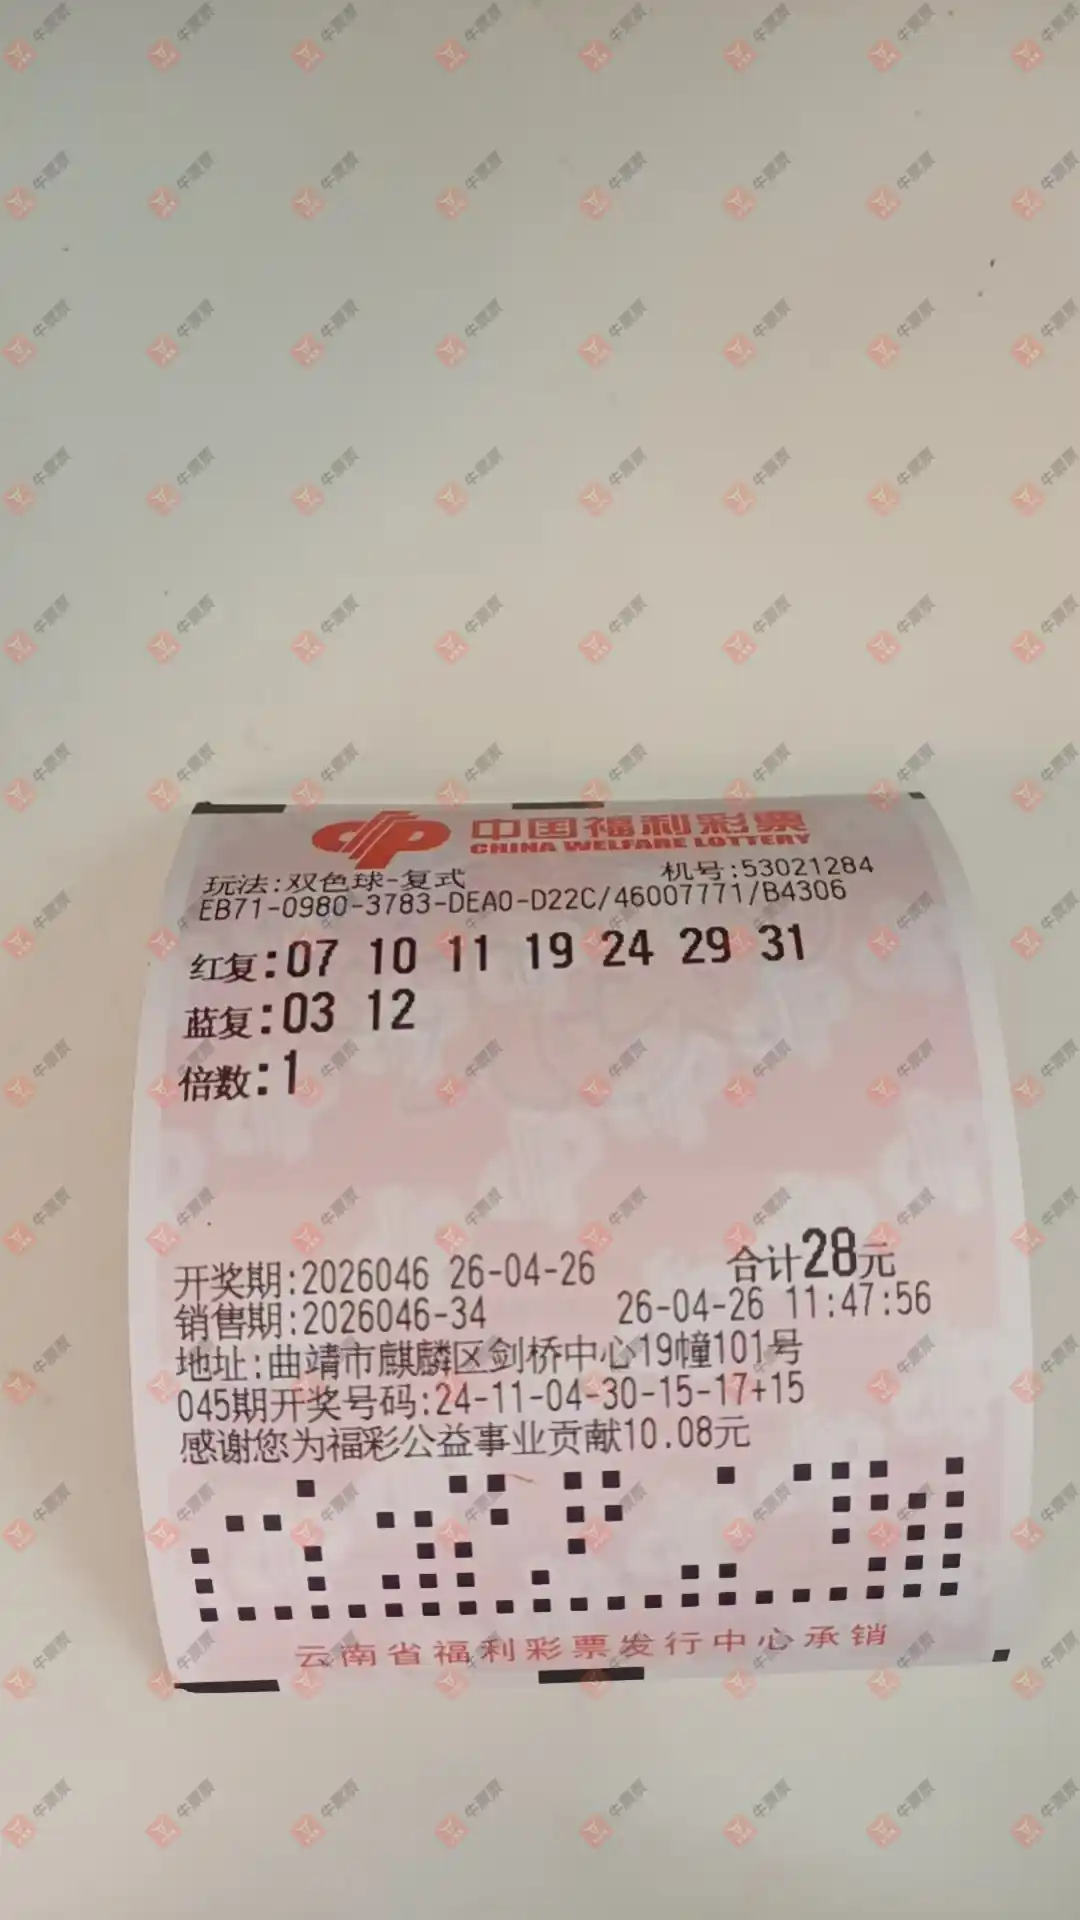 中国福利彩票
CHINA WELFARE LOTTERY
玩法:双色球-复式 机号:53021284
EB71-0980-3783-DEA0-D22C/46007771/B4306
红复:07 10 11 19 24 29 31
蓝复:03 12
倍数:1
开奖期:2026046 26-04-26 合计28元
销售期:2026046-34 26-04-26 11:47:56
地址:曲靖市麒麟区剑桥中心19幢101号
045期开奖号码:24-11-04-30-15-17+15
感谢您为福彩公益事业贡献10.08元
云南省福利彩票发行中心承销